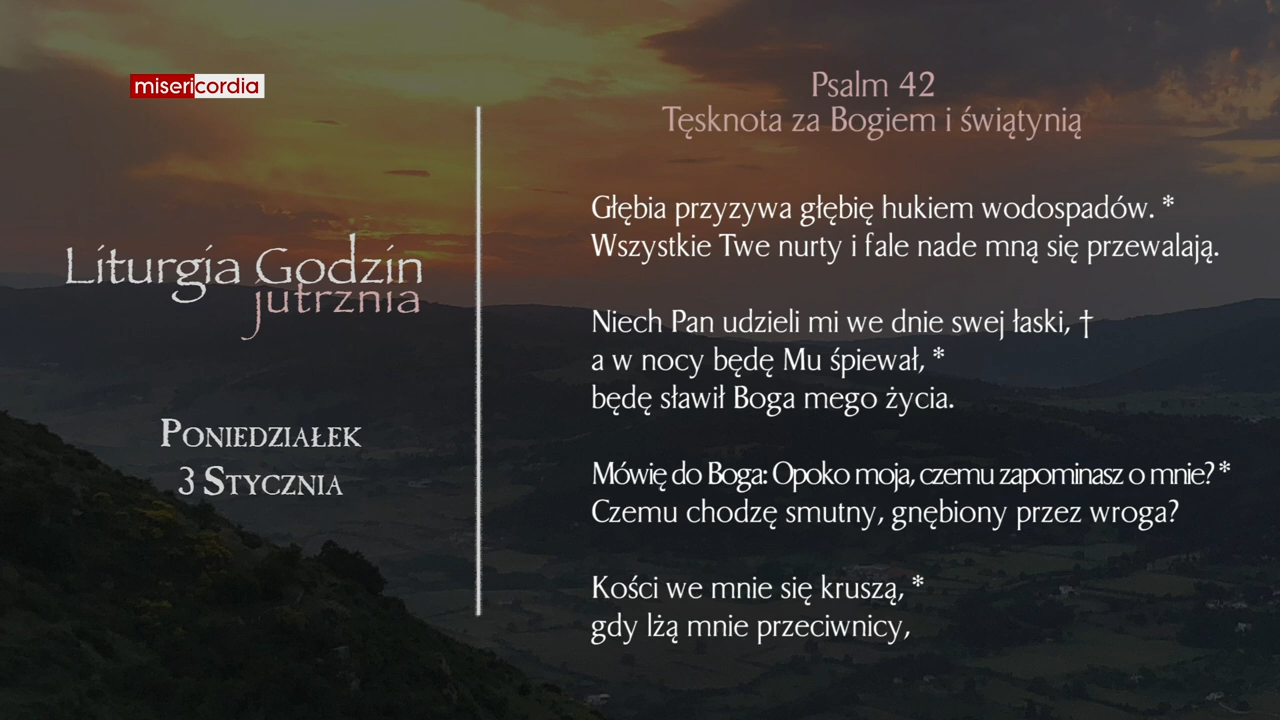 misericordia
Liturgia Godzin
jutrznia
Poniedziałek
3 Stycznia
Psalm 42
Tęsknota za Bogiem i świątynią
Głębia przyzywa głębię hukiem wodospadów. *
Wszystkie Twe nurty i fale nade mną się przewalają.
Niech Pan udzieli mi we dnie swej łaski, †
a w nocy będę Mu śpiewał, *
będę sławił Boga mego życia.
Mówię do Boga: Opoko moja, czemu zapominasz o mnie? *
Czemu chodzę smutny, gnębiony przez wroga?
Kości we mnie się kruszą, *
gdy lżą mnie przeciwnicy,